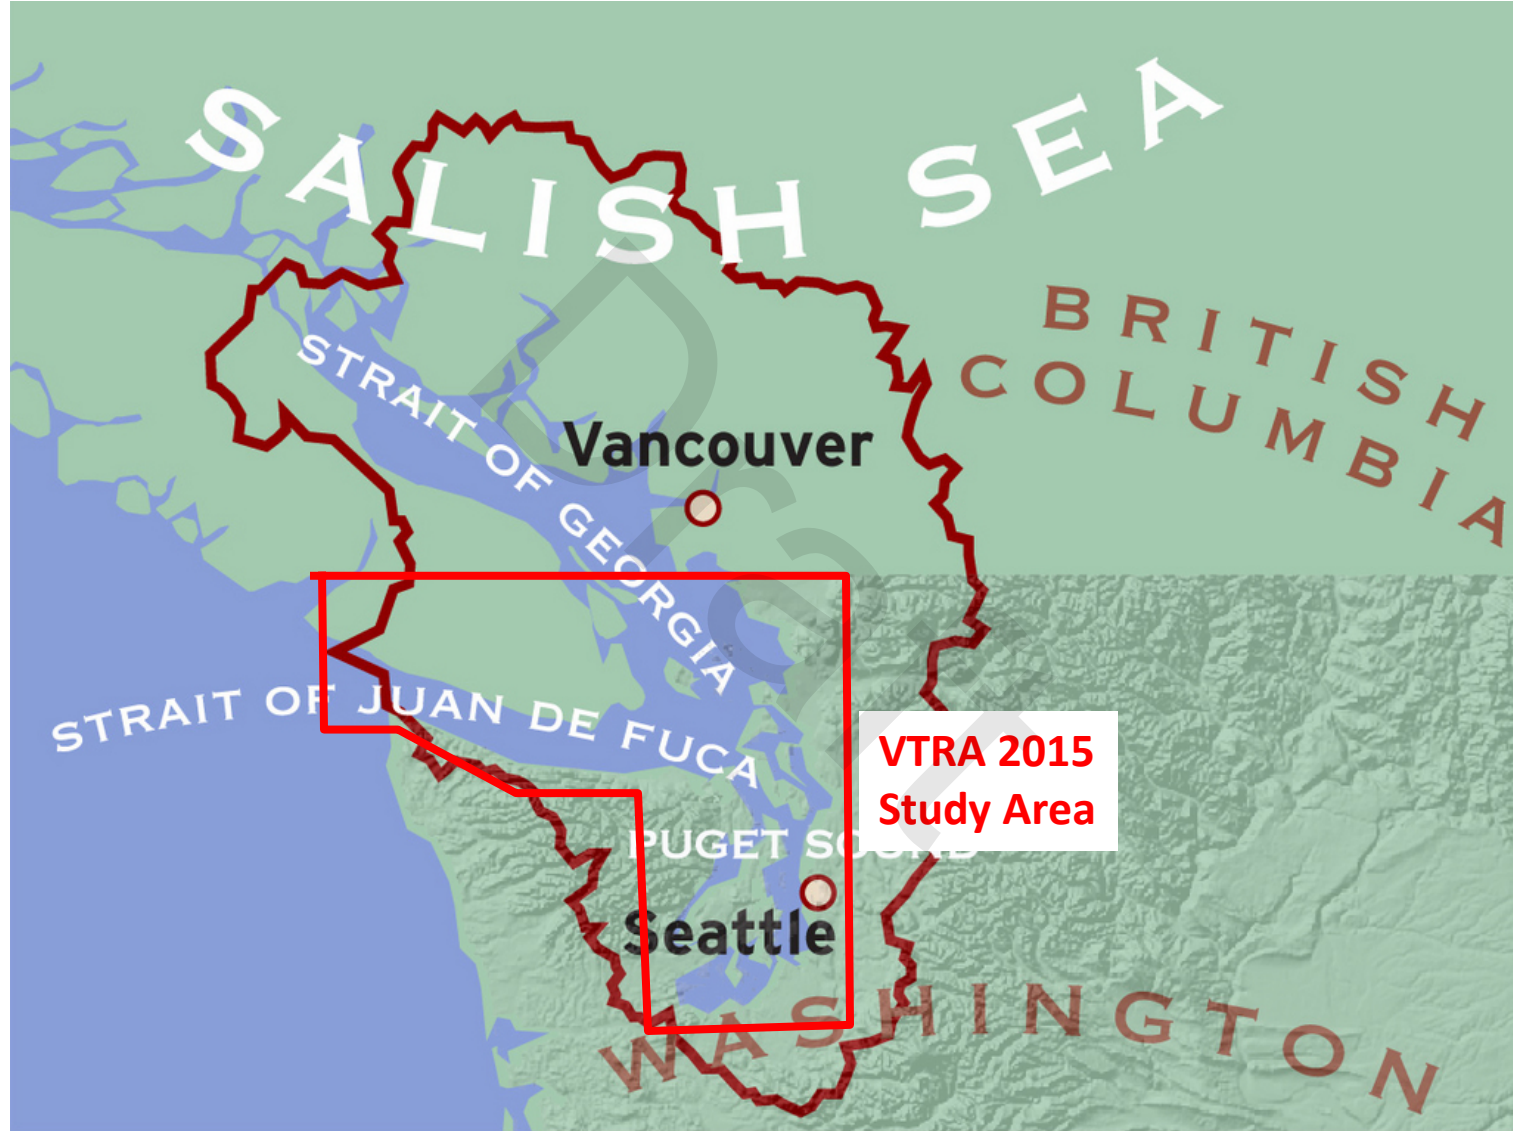 SALISH SEA
BRITISH
COLUMBIA
STRAIT OF GEORGIA
Vancouver
STRAIT OF JUAN DE FUCA
VTRA 2015
Study Area
PUGET SOUND
Seattle
WASHINGTON
Draft